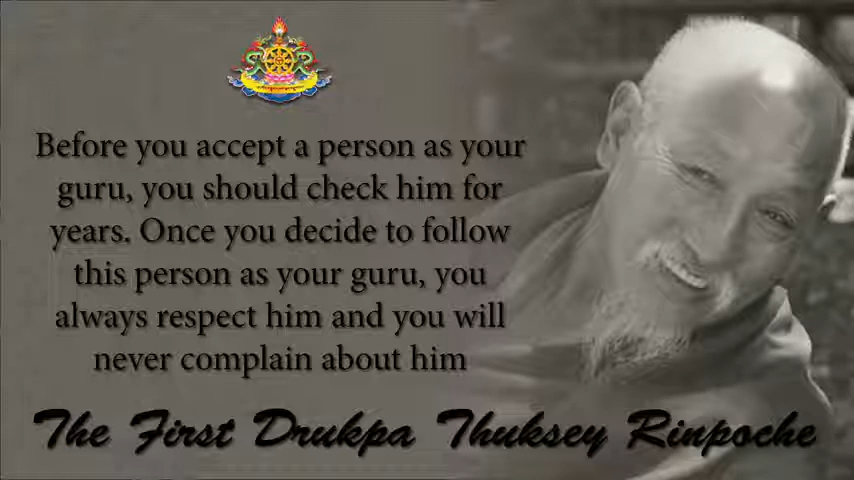 Before you accept a person as your
guru, you should check him for
years. Once you decide to follow
this person as your guru, you
always respect him and you will
never complain about him
The First Drukpa Thuksey Rinpoche